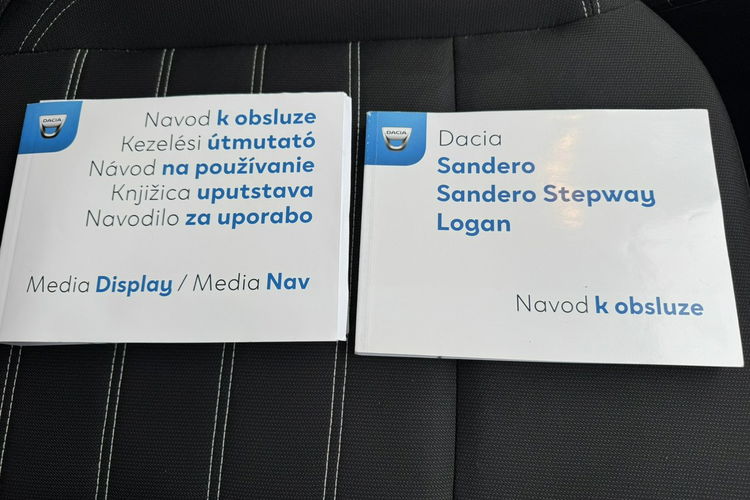 DACIA
Navod k obsluze
Kezelési útmutató
Návod na používanie
Knjižica uputstava
Navodilo za uporabo
Media Display / Media Nav
DACIA
Dacia
Sandero
Sandero Stepway
Logan
Navod k obsluze